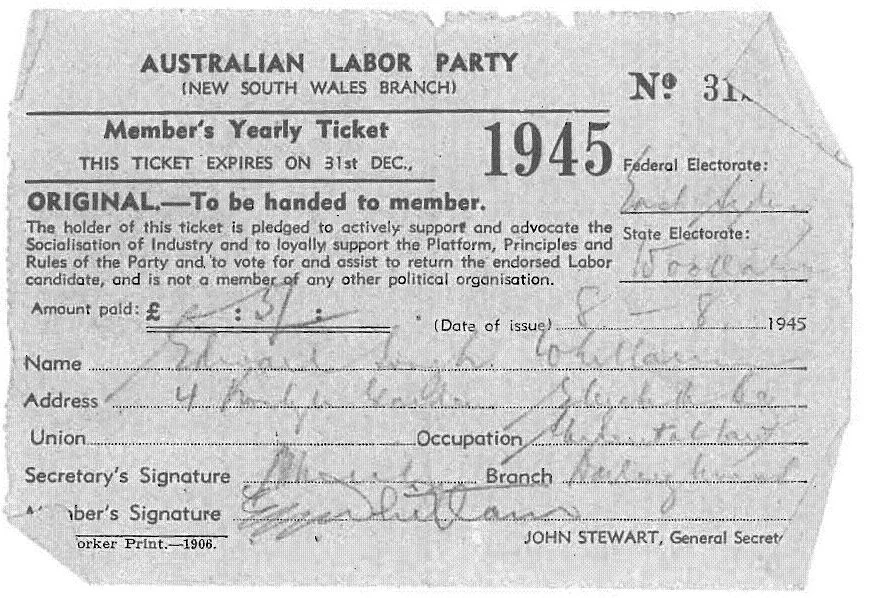 AUSTRALIAN LABOR PARTY
(NEW SOUTH WALES BRANCH)
Nº 31
Member's Yearly Ticket
THIS TICKET EXPIRES ON 31st DEC.,
1945
Federal Electorate:
East
ORIGINAL.—To be handed to member.
The holder of this ticket is pledged to actively support and advocate the
Socialisation of Industry and to loyally support the Platform, Principles and
Rules of the Party and to vote for and assist to return the endorsed Labor
candidate, and is not a member of any other political organisation.
State Electorate:
Woollahra
Amount paid: £ : 3/ :
(Date of issue) 8 — 8 1945
Name Edward Gough Whitlam
Address 4
Union Occupation
Secretary's Signature Branch Darlinghurst
ber's Signature EGWhitlam
orker Print.—1906.
JOHN STEWART, General Secret